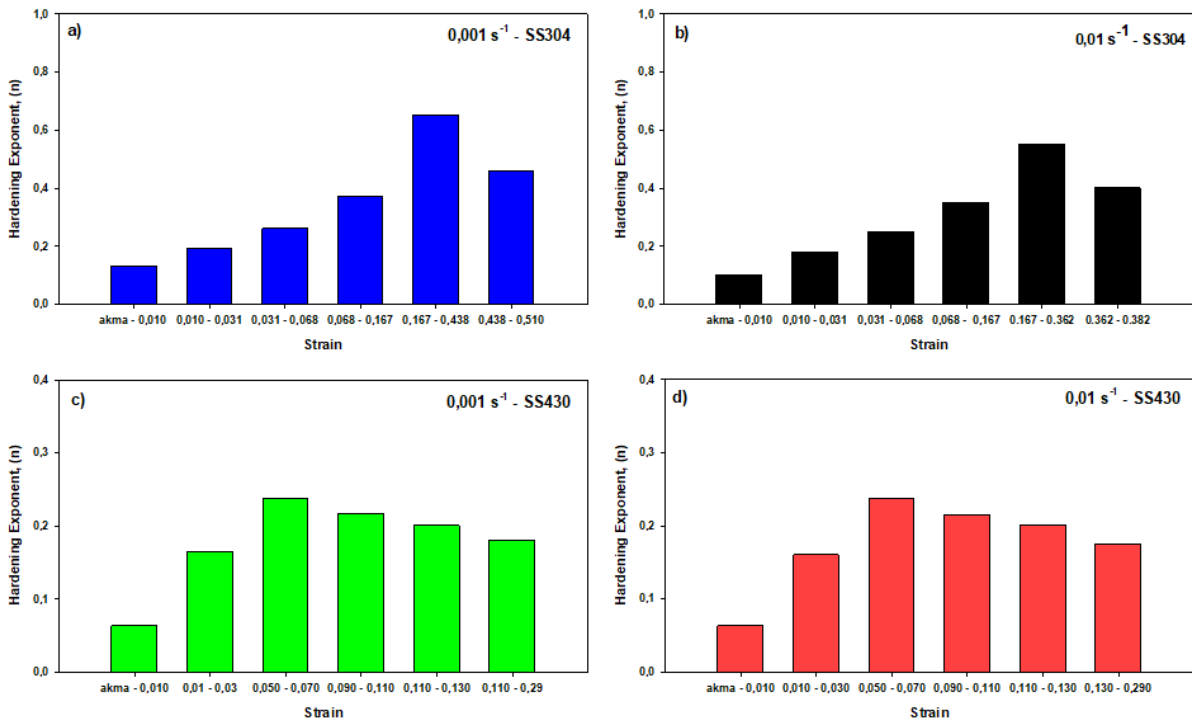 a)
0,001 s⁻¹ - SS304
Hardening Exponent, (n)
1,0
0,8
0,6
0,4
0,2
0,0
akma - 0,010 0,010 - 0,031 0,031 - 0,068 0,068 - 0,167 0,167 - 0,438 0,438 - 0,510
Strain
b)
0,01 s⁻¹ - SS304
Hardening Exponent, (n)
1,0
0,8
0,6
0,4
0,2
0,0
akma - 0,010 0,010 - 0,031 0,031 - 0,068 0,068 - 0,167 0.167 - 0.362 0.362 - 0.382
Strain
c)
0,001 s⁻¹ - SS430
Hardening Exponent, (n)
0,4
0,3
0,2
0,1
0,0
akma - 0,010 0,01 - 0,03 0,050 - 0,070 0,090 - 0,110 0,110 - 0,130 0,110 - 0,29
Strain
d)
0,01 s⁻¹ - SS430
Hardening Exponent, (n)
0,4
0,3
0,2
0,1
0,0
akma - 0,010 0,010 - 0,030 0,050 - 0,070 0,090 - 0,110 0,110 - 0,130 0,130 - 0,290
Strain